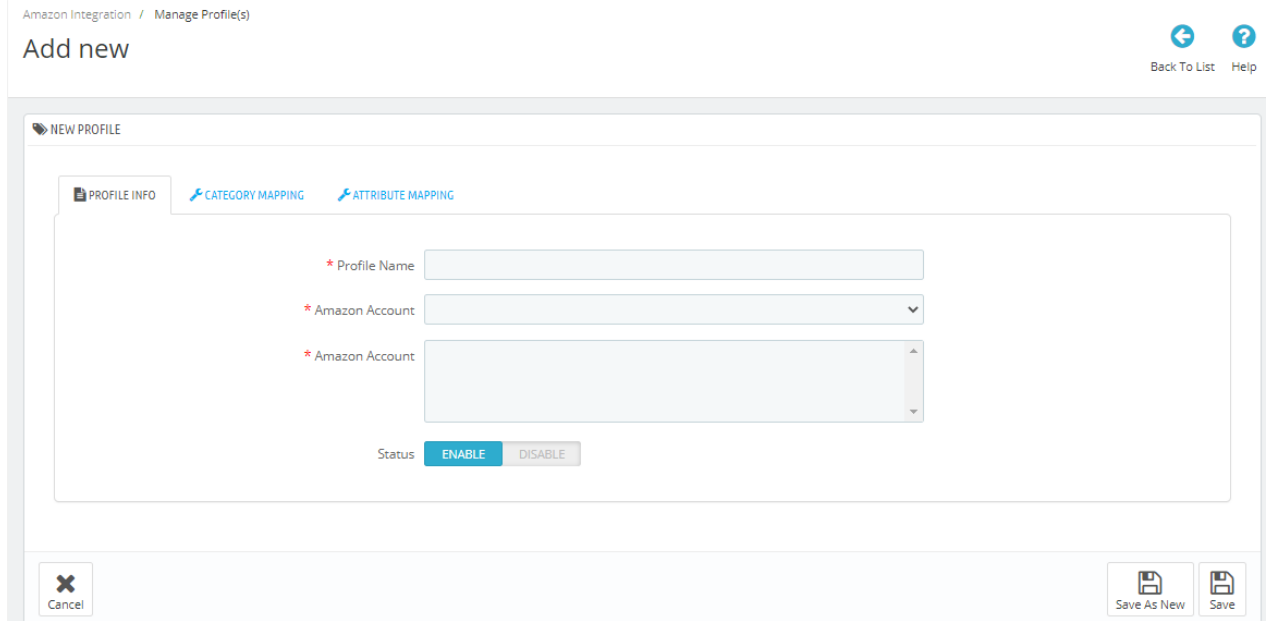 Amazon Integration / Manage Profile(s)
Add new
Back To List Help
NEW PROFILE
PROFILE INFO CATEGORY MAPPING ATTRIBUTE MAPPING
* Profile Name
* Amazon Account
* Amazon Account
Status ENABLE DISABLE
Cancel Save As New Save